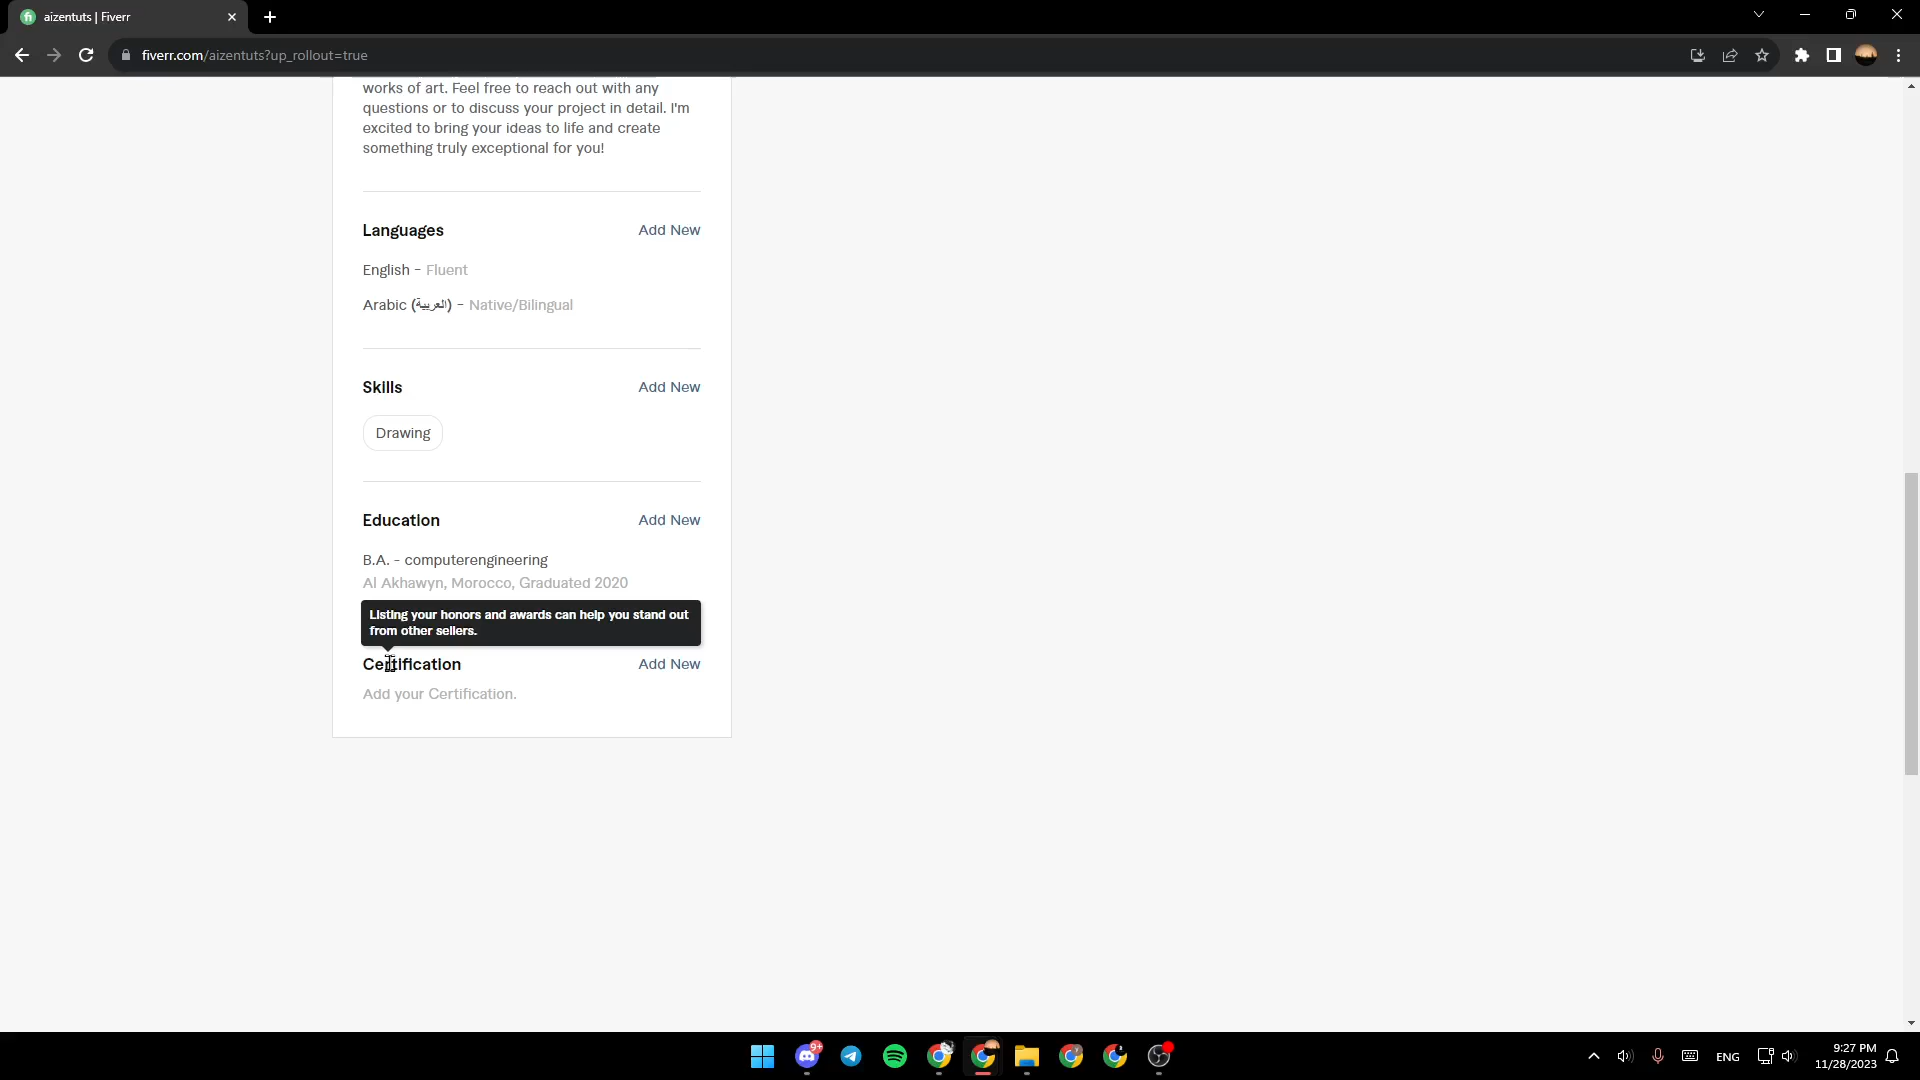 aizentuts | Fiverr
fiverr.com/aizentuts?up_rollout=true
works of art. Feel free to reach out with any
questions or to discuss your project in detail. I'm
excited to bring your ideas to life and create
something truly exceptional for you!
Languages Add New
English - Fluent
Arabic (العربية) - Native/Bilingual
Skills Add New
Drawing
Education Add New
B.A. - computerengineering
Al Akhawyn, Morocco, Graduated 2020
Listing your honors and awards can help you stand out
from other sellers.
Certification Add New
Add your Certification.
9+
ENG
9:27 PM
11/28/2023